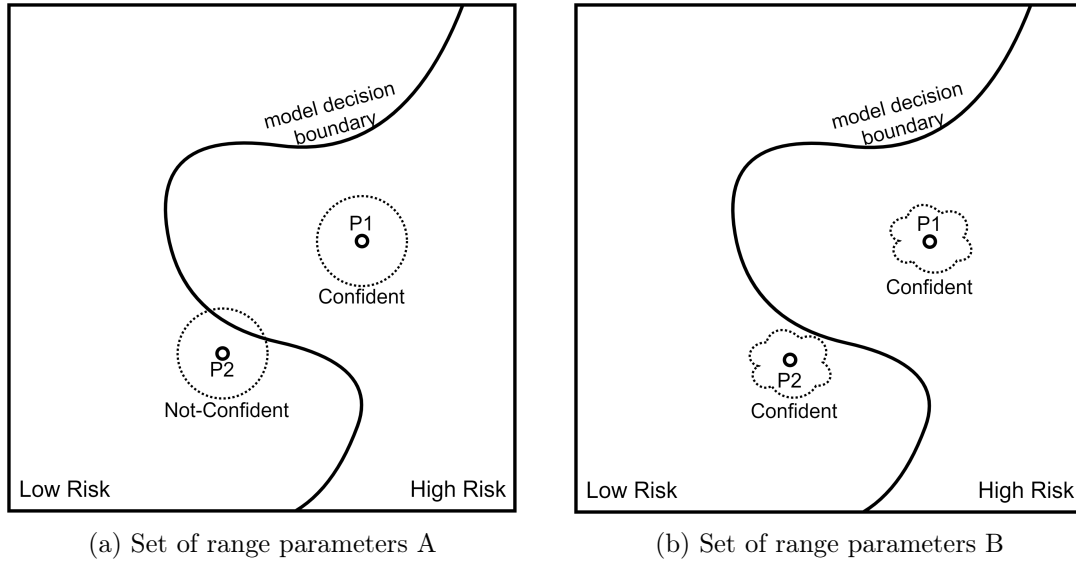 model decision
boundary
P1
Confident
P2
Not-Confident
Low Risk
High Risk
(a) Set of range parameters A
model decision
boundary
P1
Confident
P2
Confident
Low Risk
High Risk
(b) Set of range parameters B